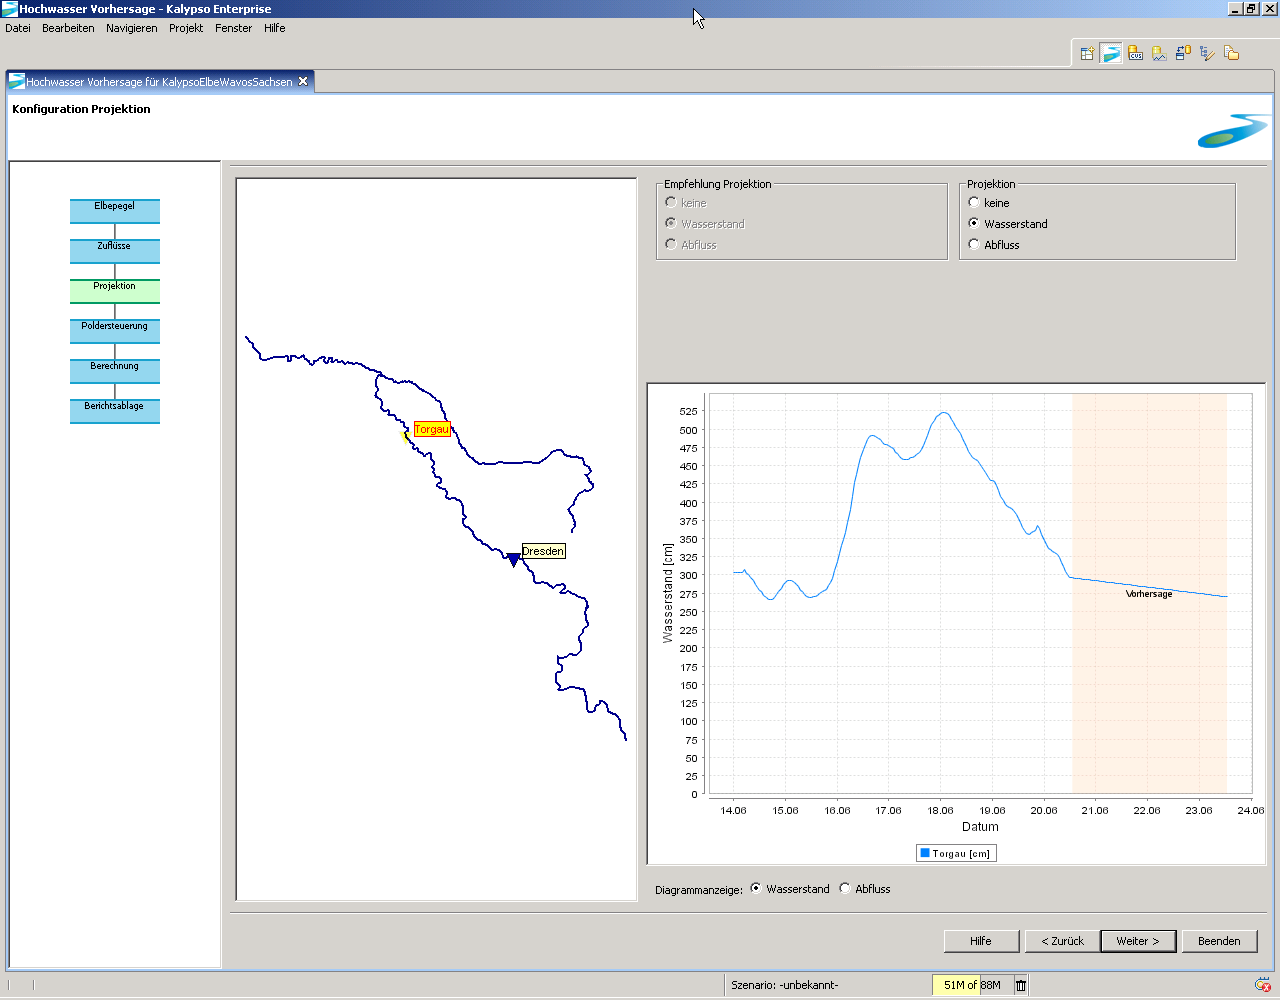 Hochwasser Vorhersage - Kalypso Enterprise
Datei Bearbeiten Navigieren Projekt Fenster Hilfe
CUS
Hochwasser Vorhersage für KalypsoElbeWavosSachsen
Konfiguration Projektion
Elbepegel
Zuflüsse
Projektion
Poldersteuerung
Berechnung
Berichtsablage
Torgau
Dresden
Empfehlung Projektion
keine
Wasserstand
Abfluss
Projektion
keine
Wasserstand
Abfluss
Wasserstand [cm]
525
500
475
450
425
400
375
350
325
300
275
250
225
200
175
150
125
100
75
50
25
0
Vorhersage
14.06 15.06 16.06 17.06 18.06 19.06 20.06 21.06 22.06 23.06 24.06
Datum
Torgau [cm]
Diagrammanzeige: Wasserstand Abfluss
Hilfe < Zurück Weiter > Beenden
Szenario: -unbekannt- 51M of 88M